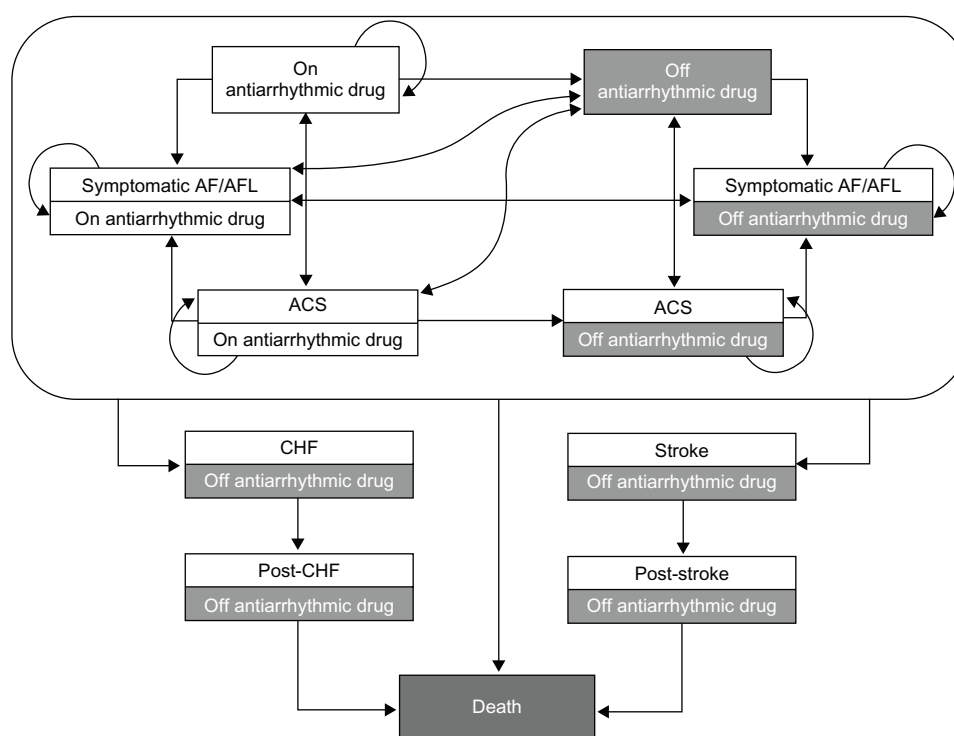 On
antiarrhythmic drug
Off
antiarrhythmic drug
Symptomatic AF/AFL
On antiarrhythmic drug
Symptomatic AF/AFL
Off antiarrhythmic drug
ACS
On antiarrhythmic drug
ACS
Off antiarrhythmic drug
CHF
Off antiarrhythmic drug
Stroke
Off antiarrhythmic drug
Post-CHF
Off antiarrhythmic drug
Post-stroke
Off antiarrhythmic drug
Death